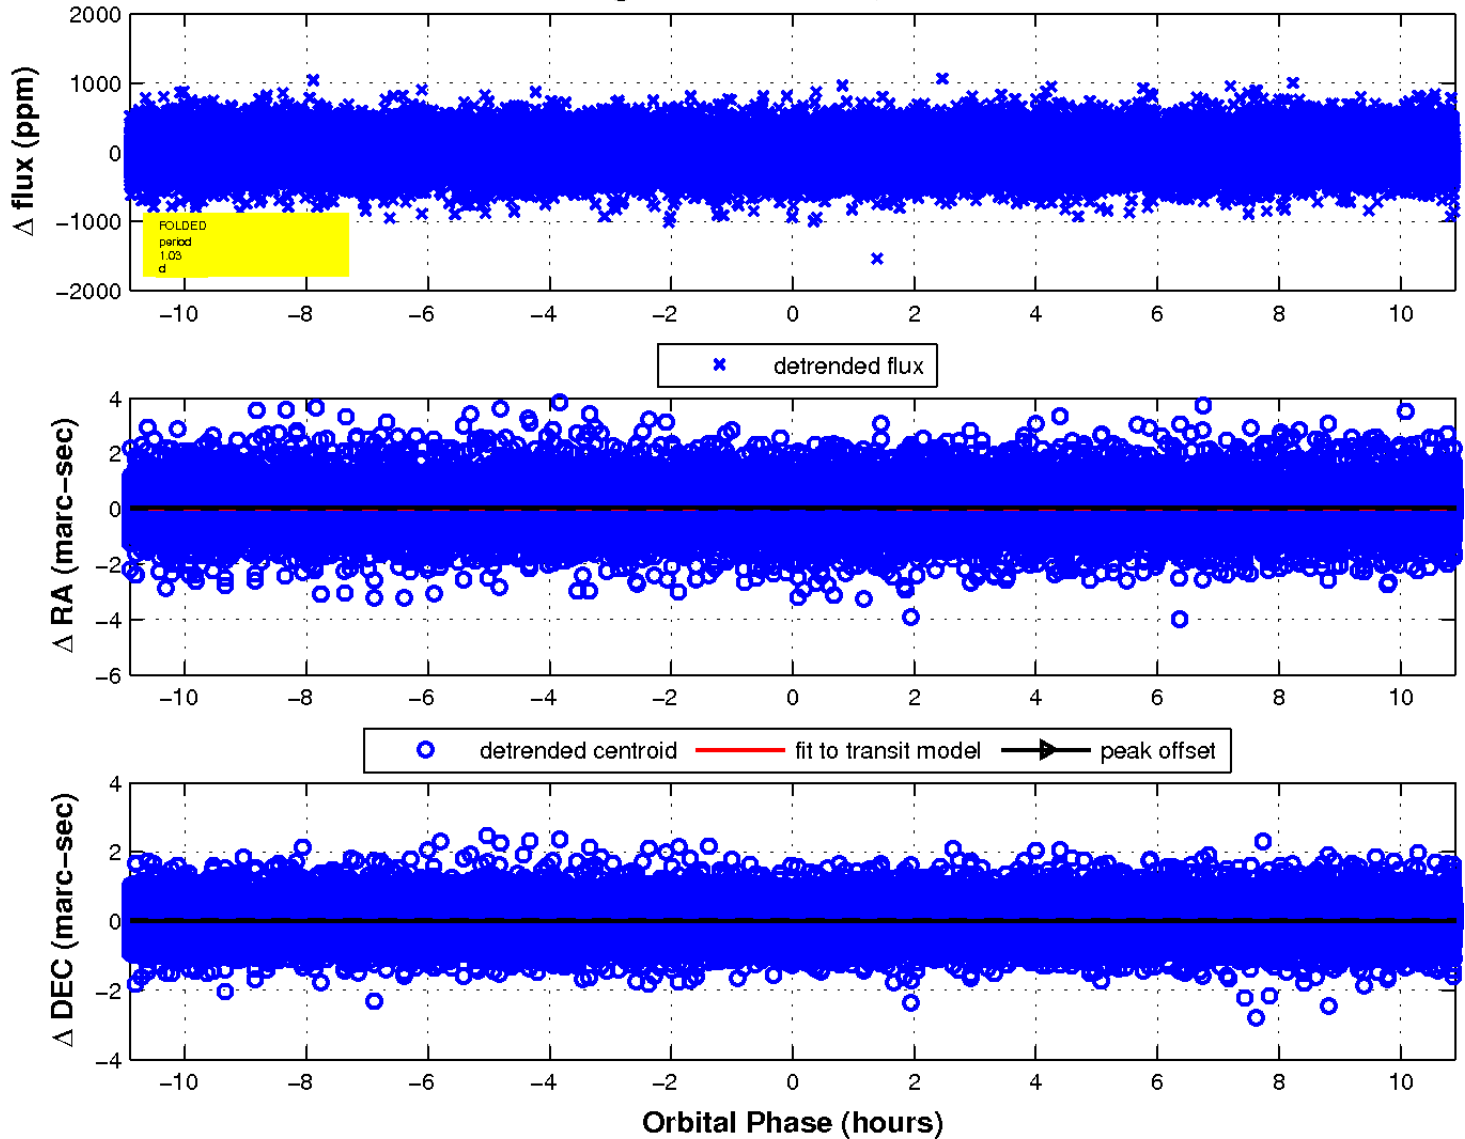 2000
1000
0
−1000
−2000
Δ flux (ppm)
FOLDED
period
1.03
d
−10 −8 −6 −4 −2 0 2 4 6 8 10
detrended flux
4
2
0
−2
−4
−6
Δ RA (marc−sec)
−10 −8 −6 −4 −2 0 2 4 6 8 10
detrended centroid fit to transit model peak offset
4
2
0
−2
−4
Δ DEC (marc−sec)
−10 −8 −6 −4 −2 0 2 4 6 8 10
Orbital Phase (hours)